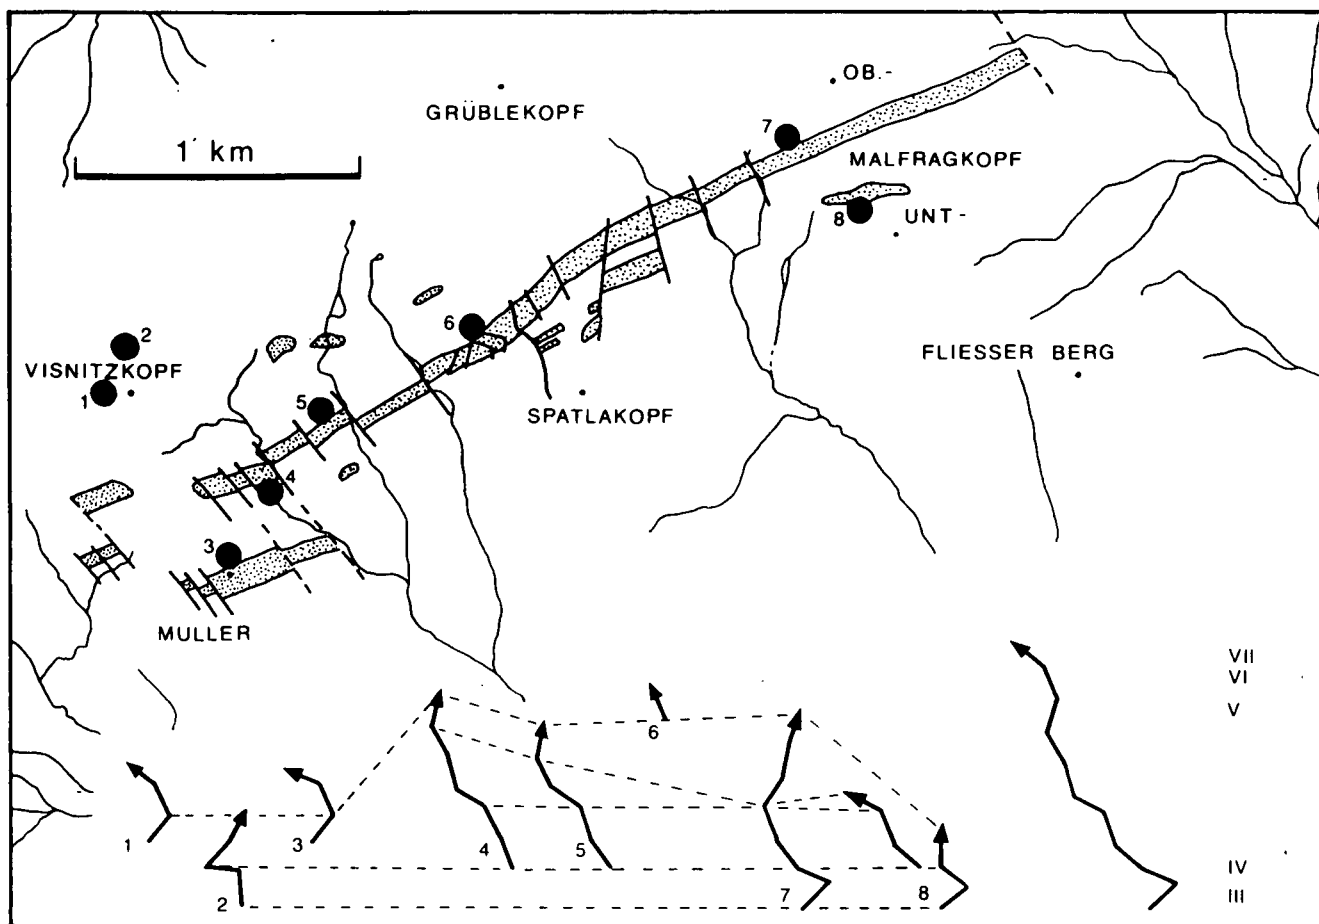 OB.-
GRÜBLEKOPF
7
1 km
MALFRAGKOPF
8
UNT-
6
2
VISNITZKOPF
FLIESSER BERG
1
5
SPATLAKOPF
4
3
MULLER
VII
VI
V
6
1
3
4
5
IV
7
8
III
2